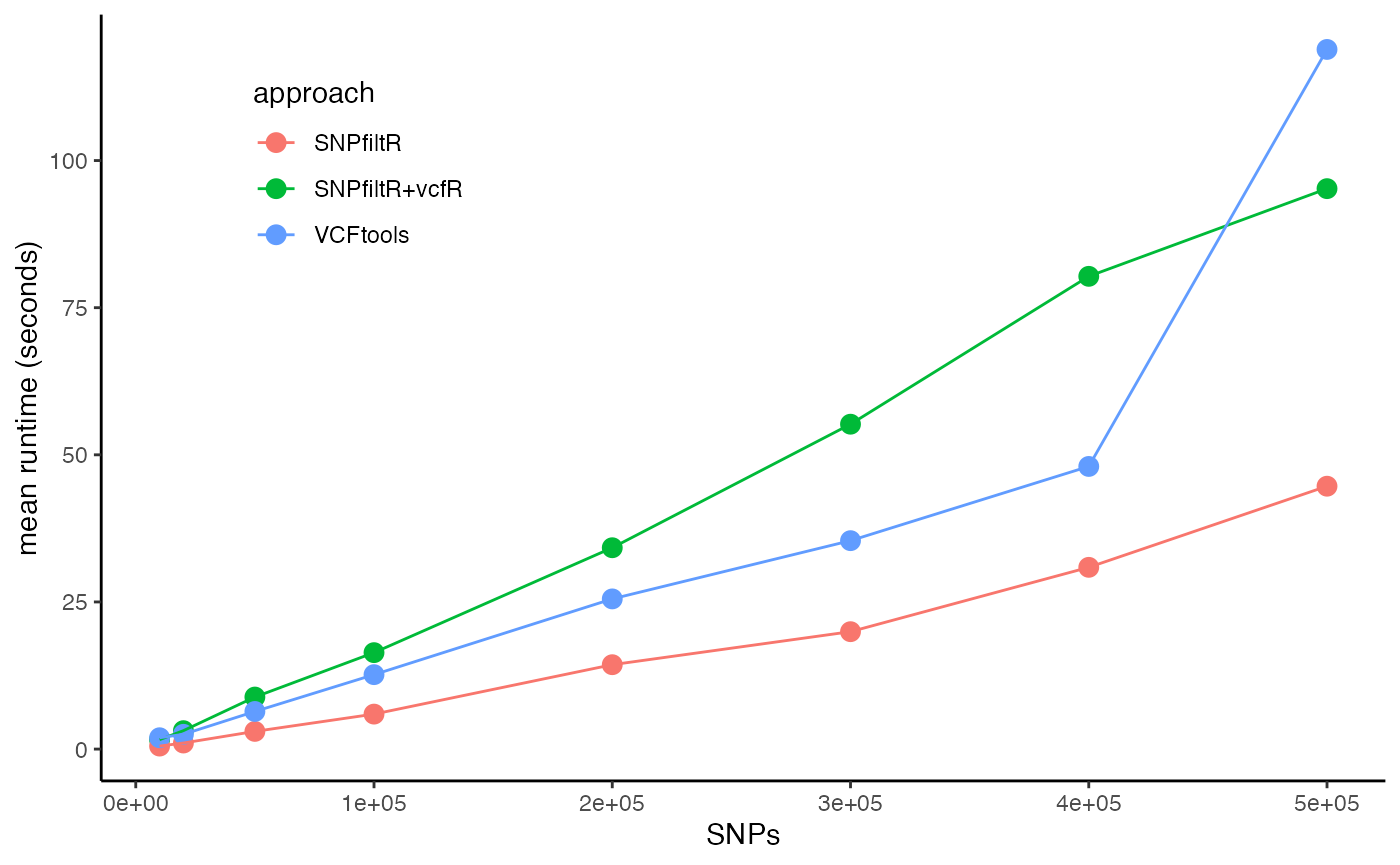 approach
SNPfiltR
SNPfiltR+vcfR
VCFtools
mean runtime (seconds)
100
75
50
25
0
0e+00 1e+05 2e+05 3e+05 4e+05 5e+05
SNPs